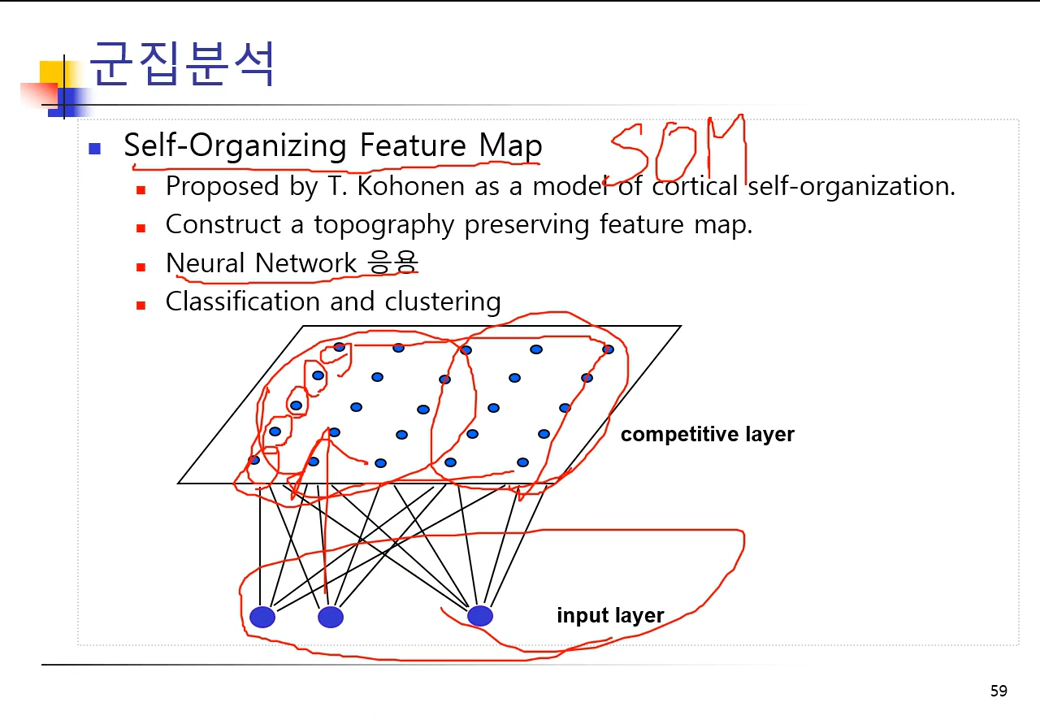 군집분석
Self-Organizing Feature Map SOM
Proposed by T. Kohonen as a model of cortical self-organization.
Construct a topography preserving feature map.
Neural Network 응용
Classification and clustering
competitive layer
input layer
59